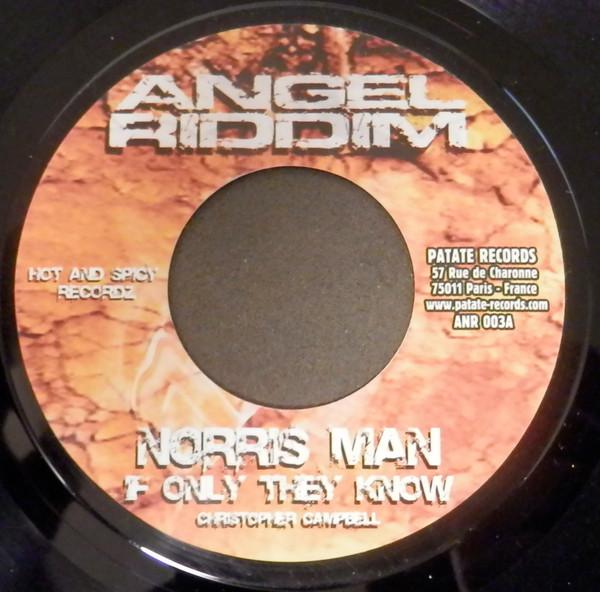 ANGEL
RIDDIM
HOT AND SPICY
RECORDZ
PATATE RECORDS
57 Rue de Charonne
75011 Paris - France
www.patate-records.com
ANR 003A
NORRIS MAN
IF ONLY THEY KNOW
CHRISTOPHER CAMPBELL